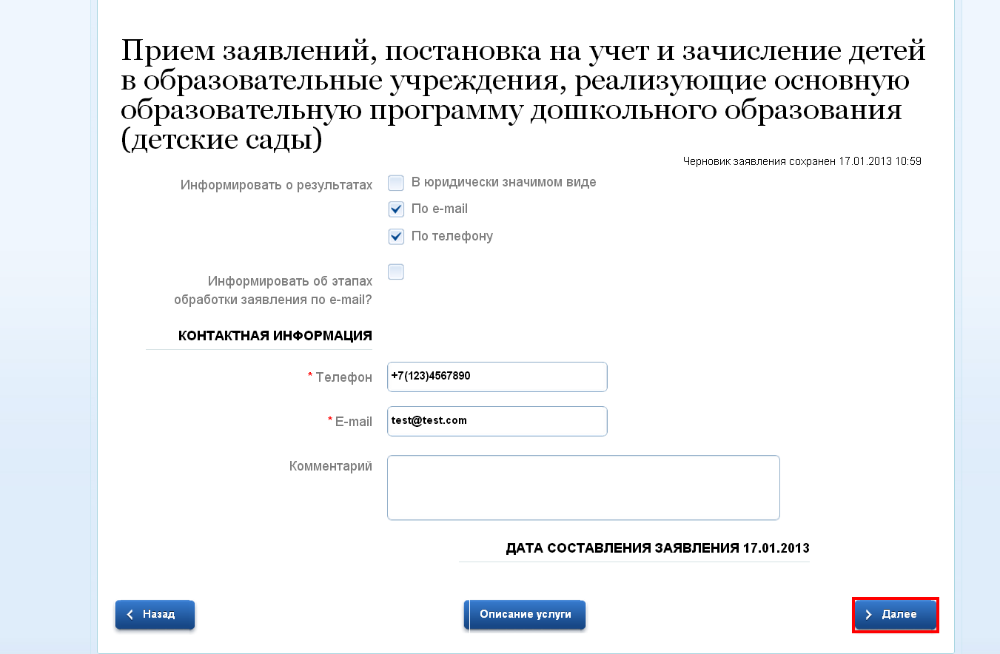 Прием заявлений, постановка на учет и зачисление детей
в образовательные учреждения, реализующие основную
образовательную программу дошкольного образования
(детские сады)
Черновик заявления сохранен 17.01.2013 10:59
Информировать о результатах
В юридически значимом виде
По e-mail
По телефону
Информировать об этапах
обработки заявления по e-mail?
КОНТАКТНАЯ ИНФОРМАЦИЯ
* Телефон
+7(123)4567890
* E-mail
test@test.com
Комментарий
ДАТА СОСТАВЛЕНИЯ ЗАЯВЛЕНИЯ 17.01.2013
Назад
Описание услуги
Далее